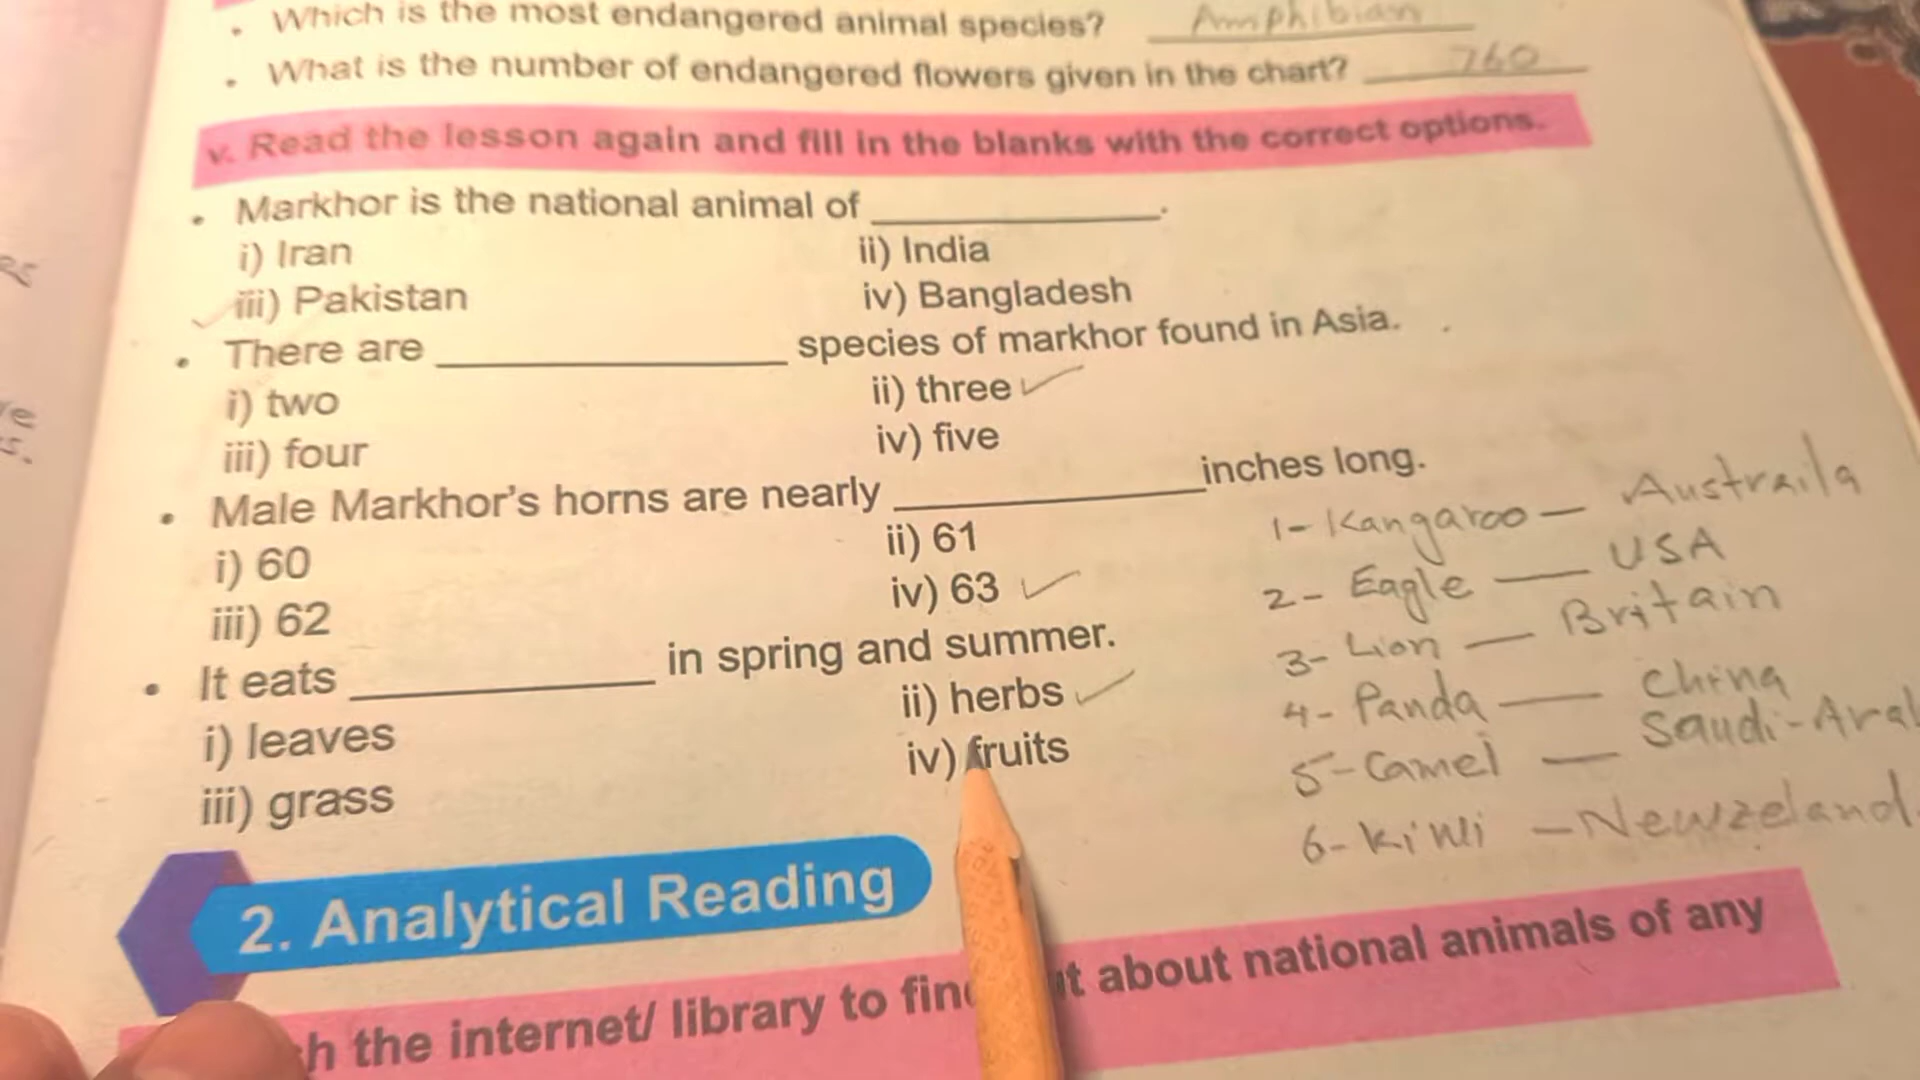 . Which is the most endangered animal species? Amphibian
. What is the number of endangered flowers given in the chart? 760
v. Read the lesson again and fill in the blanks with the correct options.
• Markhor is the national animal of ____________.
i) Iran ii) India
iii) Pakistan iv) Bangladesh
• There are ____________ species of markhor found in Asia.
i) two ii) three ✓
iii) four iv) five
• Male Markhor's horns are nearly ____________ inches long.
i) 60 ii) 61
iii) 62 iv) 63 ✓
• It eats ____________ in spring and summer.
i) leaves ii) herbs ✓
iii) grass iv) fruits
1- Kangaroo — Austraila
2- Eagle — USA
3- Lion — Britain
4- Panda — China
5- Camel — Saudi-Arab
6- Kiwi — Newzeland
2. Analytical Reading
h the internet/ library to find about national animals of any